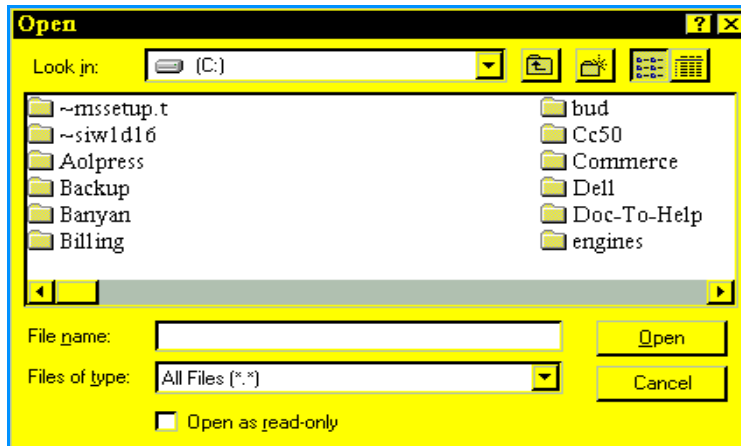 Open
Look in: (C:)
~mssetup.t
~siw1d16
Aolpress
Backup
Banyan
Billing
bud
Cc50
Commerce
Dell
Doc-To-Help
engines
File name:
Open
Files of type: All Files (*.*)
Cancel
Open as read-only